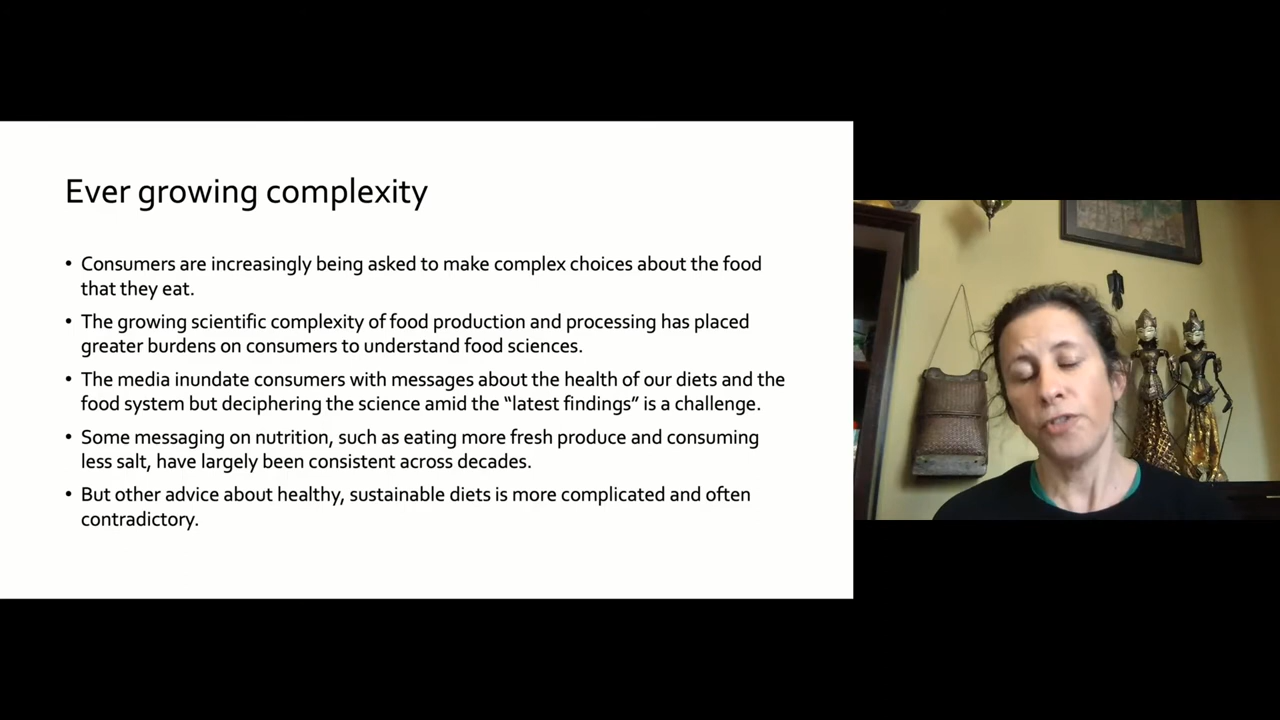 Ever growing complexity
• Consumers are increasingly being asked to make complex choices about the food
that they eat.
• The growing scientific complexity of food production and processing has placed
greater burdens on consumers to understand food sciences.
• The media inundate consumers with messages about the health of our diets and the
food system but deciphering the science amid the “latest findings” is a challenge.
• Some messaging on nutrition, such as eating more fresh produce and consuming
less salt, have largely been consistent across decades.
• But other advice about healthy, sustainable diets is more complicated and often
contradictory.